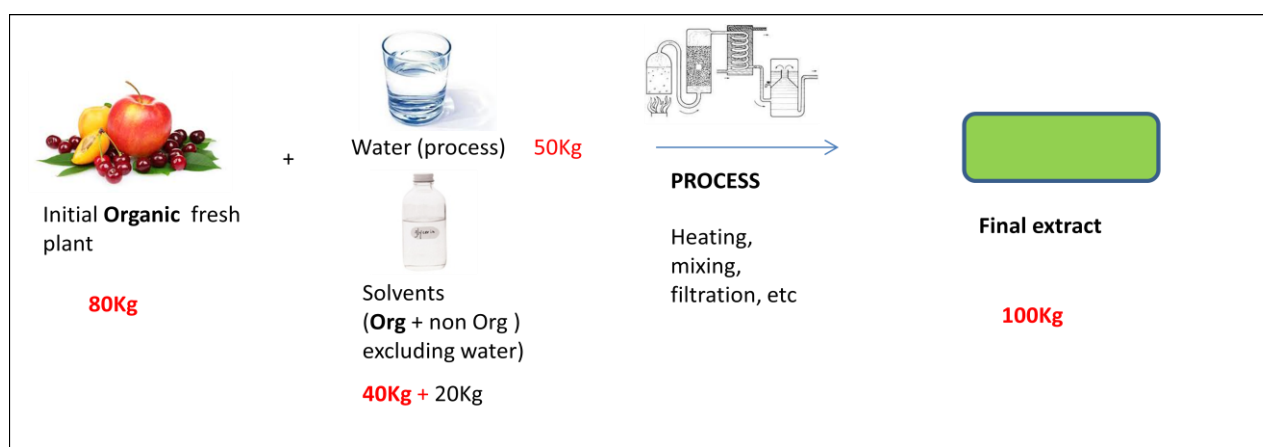 Initial Organic fresh
plant
80Kg
+
Water (process) 50Kg
Solvents
(Org + non Org )
excluding water)
40Kg + 20Kg
PROCESS
Heating,
mixing,
filtration, etc
Final extract
100Kg